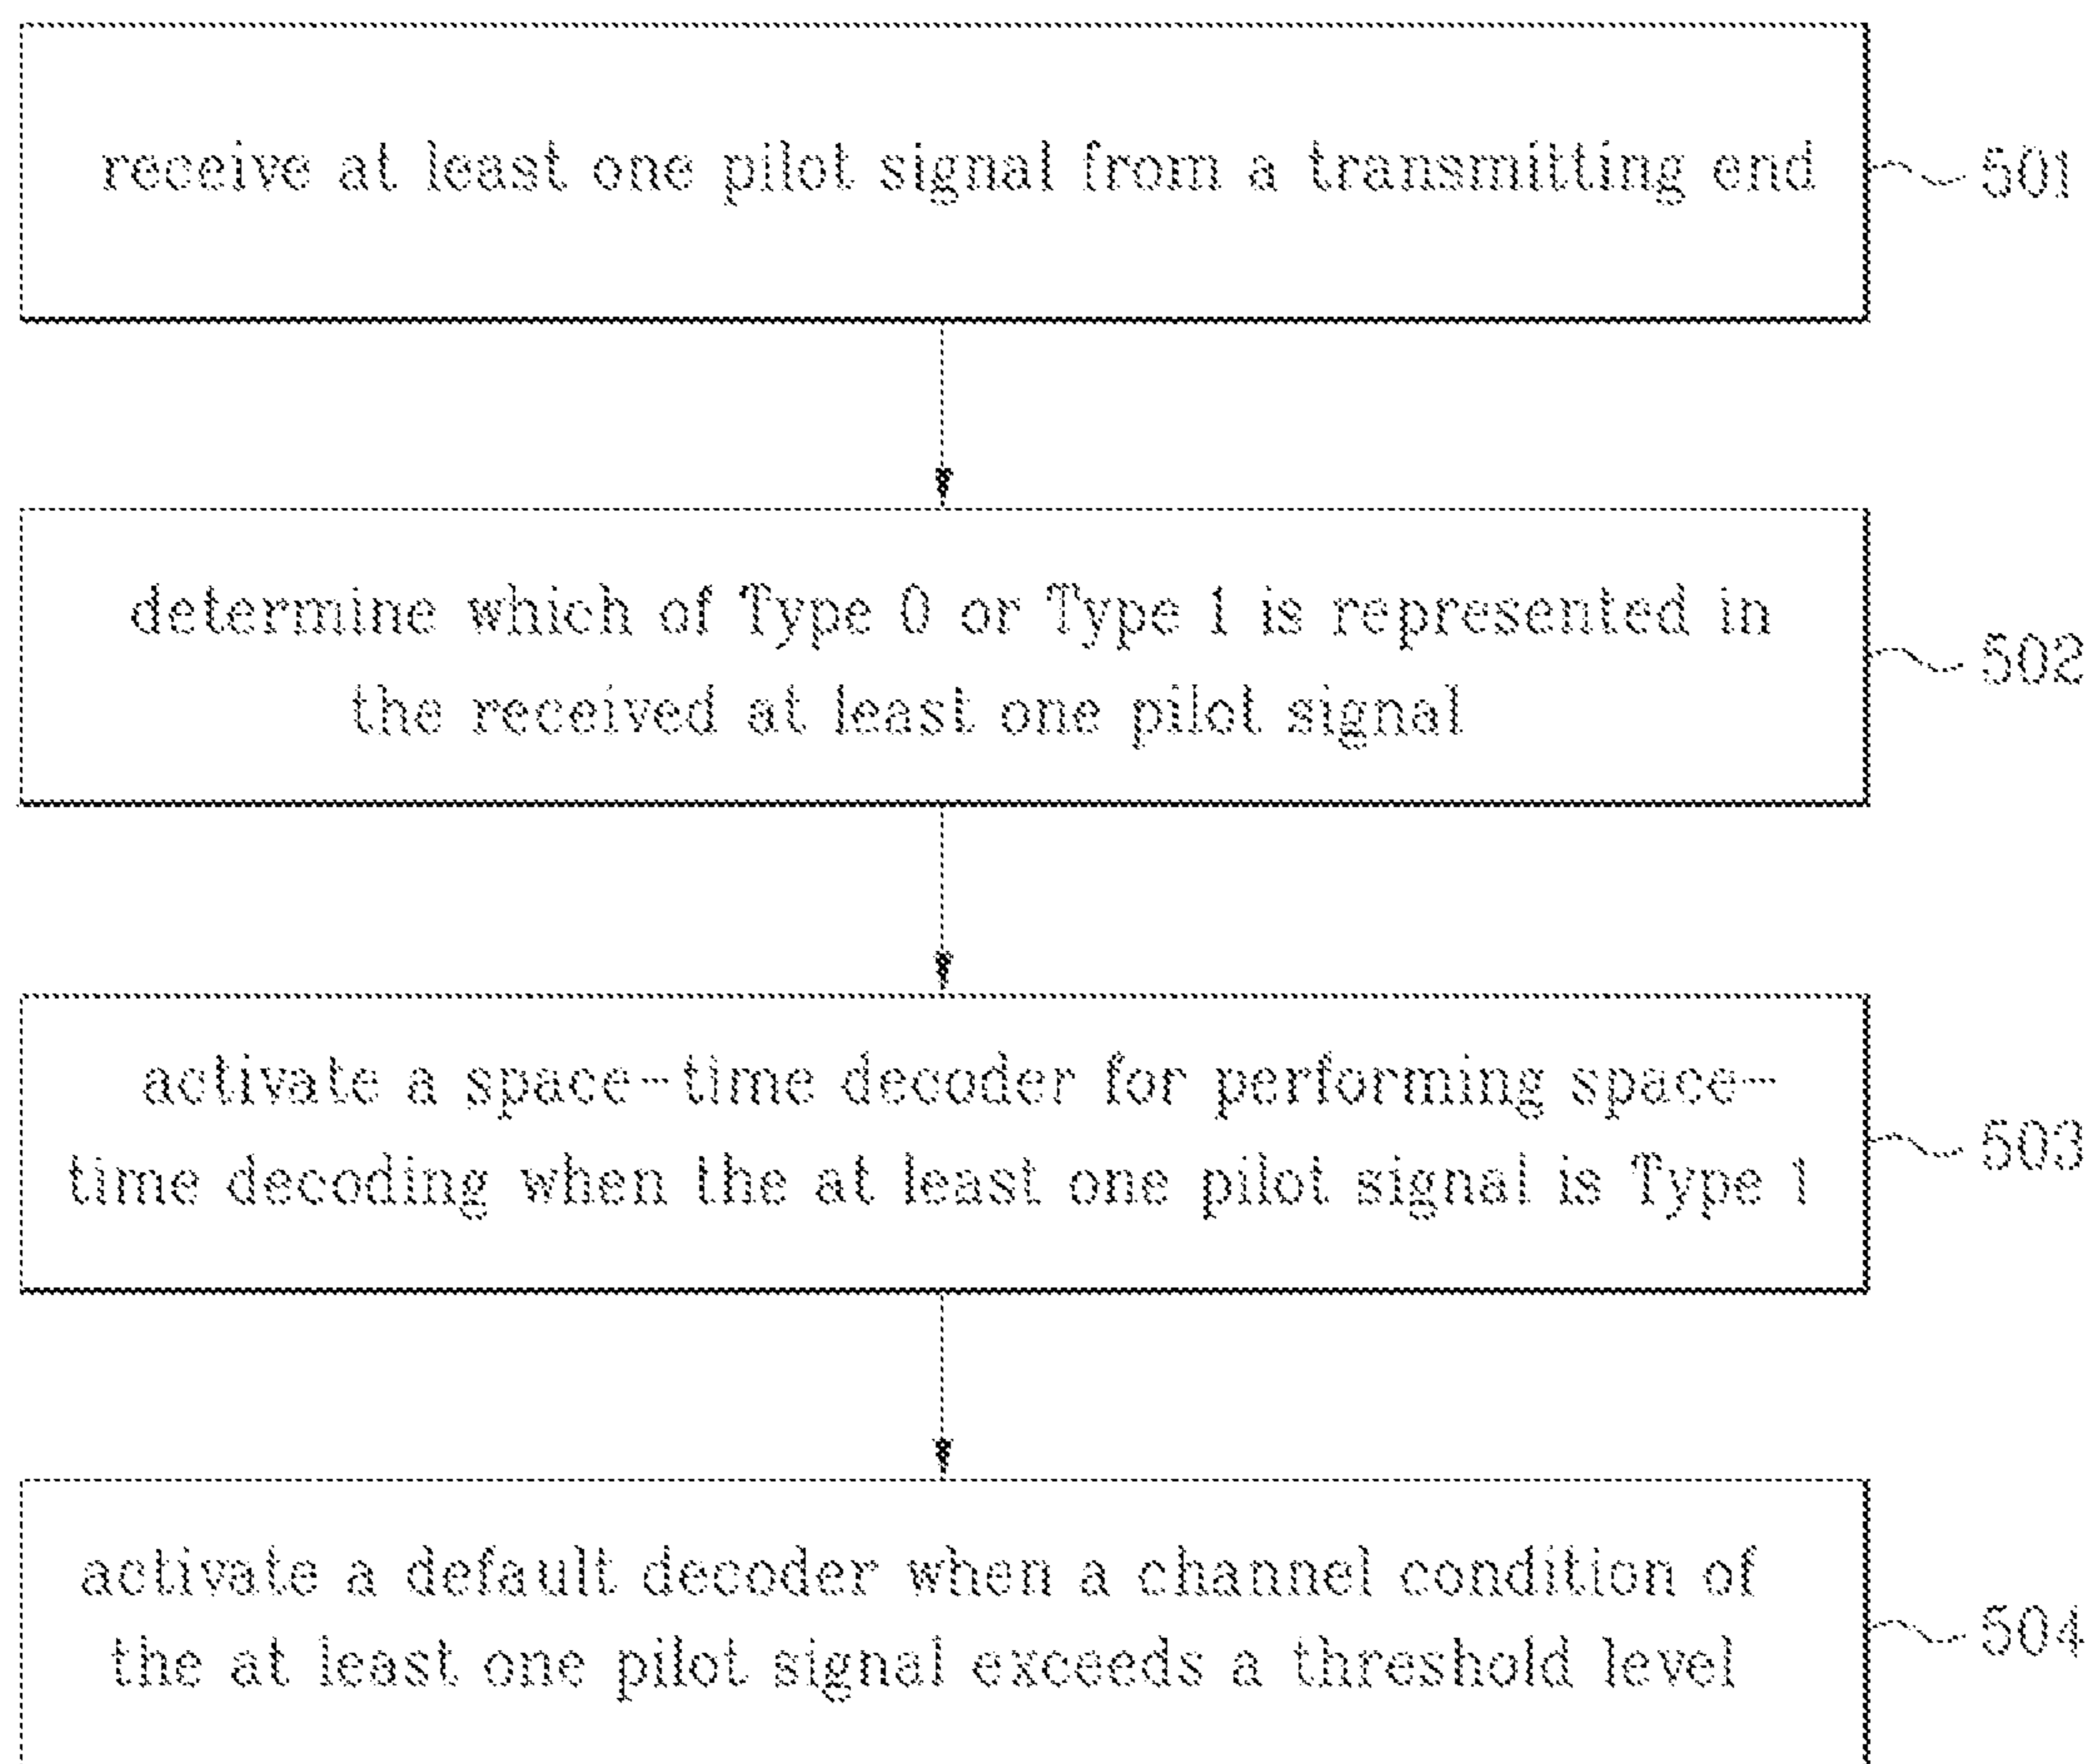 receive at least one pilot signal from a transmitting end
501
determine which of Type 0 or Type 1 is represented in
the received at least one pilot signal
502
activate a space-time decoder for performing space-
time decoding when the at least one pilot signal is Type 1
503
activate a default decoder when a channel condition of
the at least one pilot signal exceeds a threshold level
504